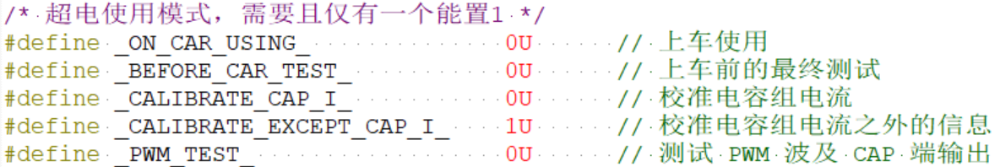 /* 超电使用模式，需要且仅有一个能置1 */
#define _ON_CAR_USING_ 0U // 上车使用
#define _BEFORE_CAR_TEST_ 0U // 上车前的最终测试
#define _CALIBRATE_CAP_I_ 0U // 校准电容组电流
#define _CALIBRATE_EXCEPT_CAP_I_ 1U // 校准电容组电流之外的信息
#define _PWM_TEST_ 0U // 测试 PWM 波及 CAP 端输出